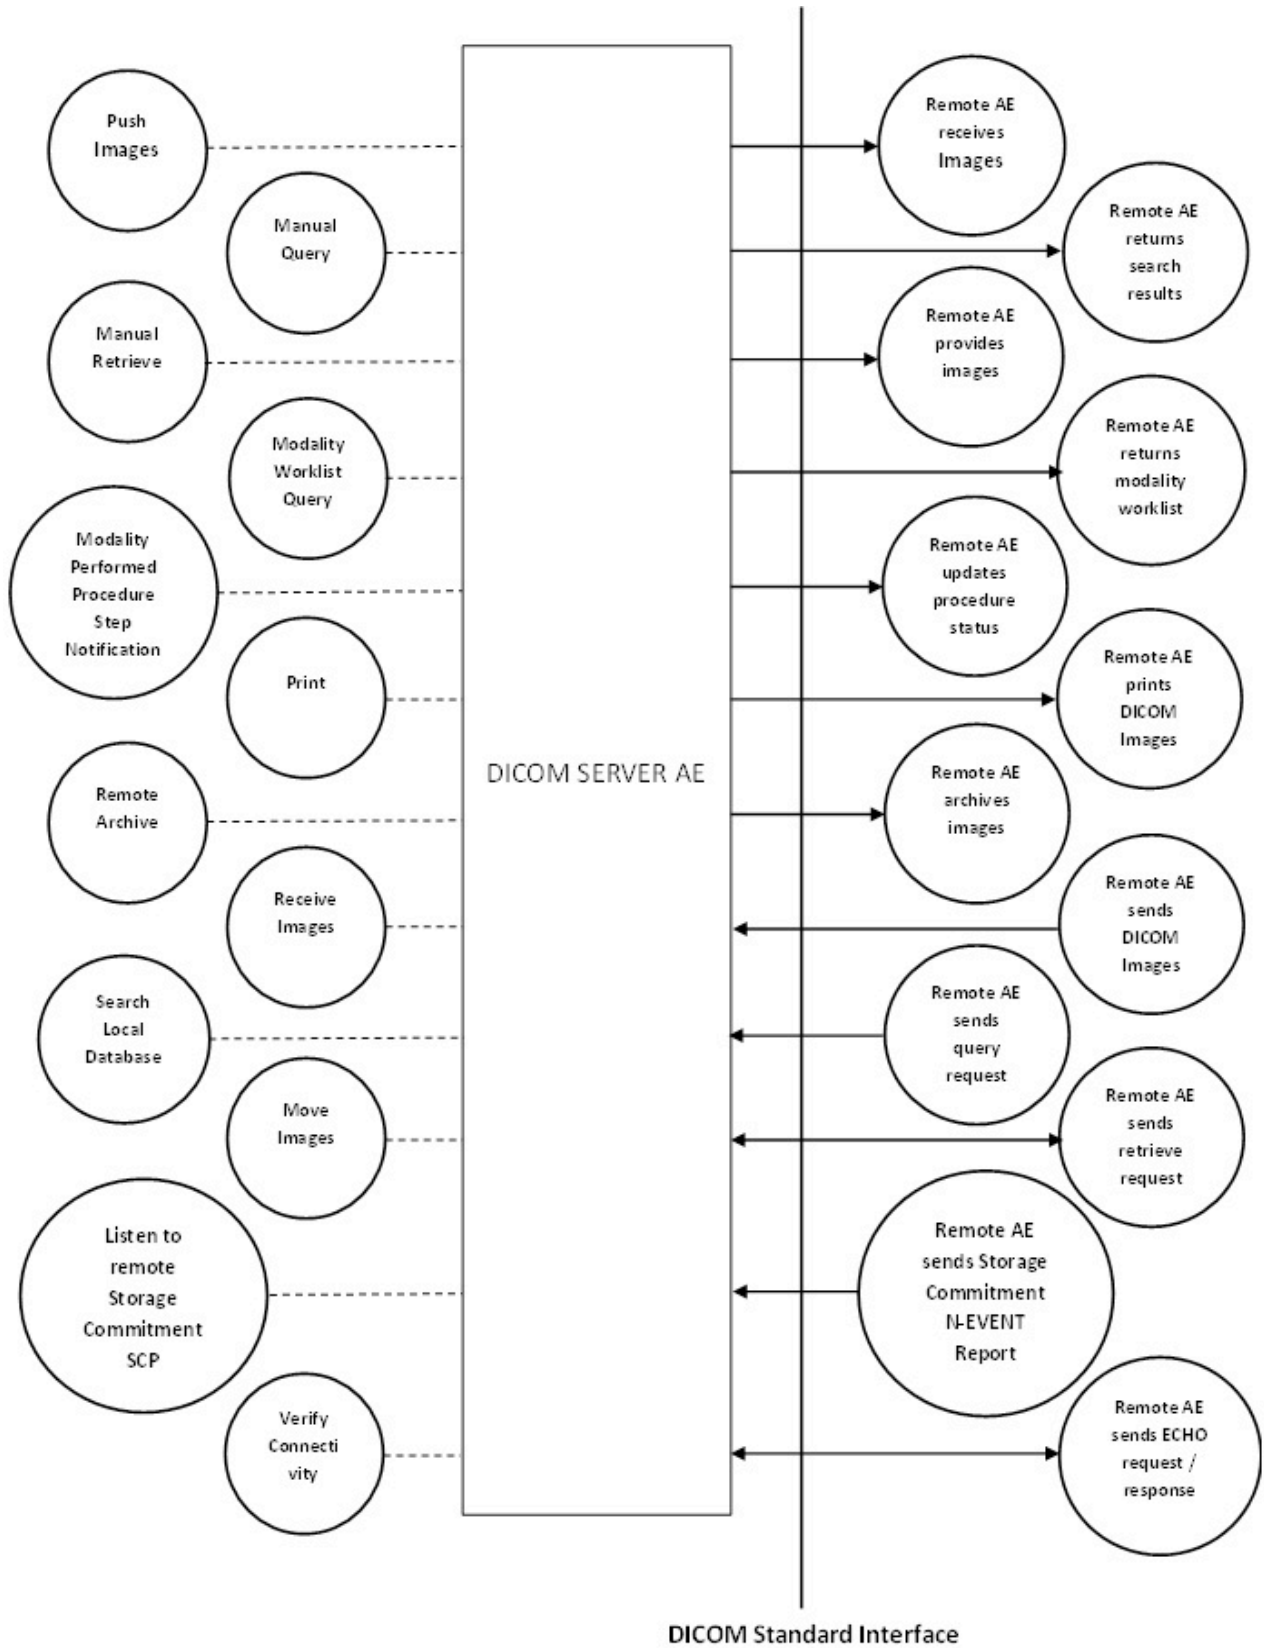 Push
Images
Manual
Query
Manual
Retrieve
Modality
Worklist
Query
Modality
Performed
Procedure
Step
Notification
Print
Remote
Archive
Receive
Images
Search
Local
Database
Move
Images
Listen to
remote
Storage
Commitment
SCP
Verify
Connecti
vity
DICOM SERVER AE
Remote AE
receives
Images
Remote AE
returns
search
results
Remote AE
provides
images
Remote AE
returns
modality
worklist
Remote AE
updates
procedure
status
Remote AE
prints
DICOM
Images
Remote AE
archives
images
Remote AE
sends
DICOM
Images
Remote AE
sends
query
request
Remote AE
sends
retrieve
request
Remote AE
sends Storage
Commitment
N-EVENT
Report
Remote AE
sends ECHO
request /
response
DICOM Standard Interface